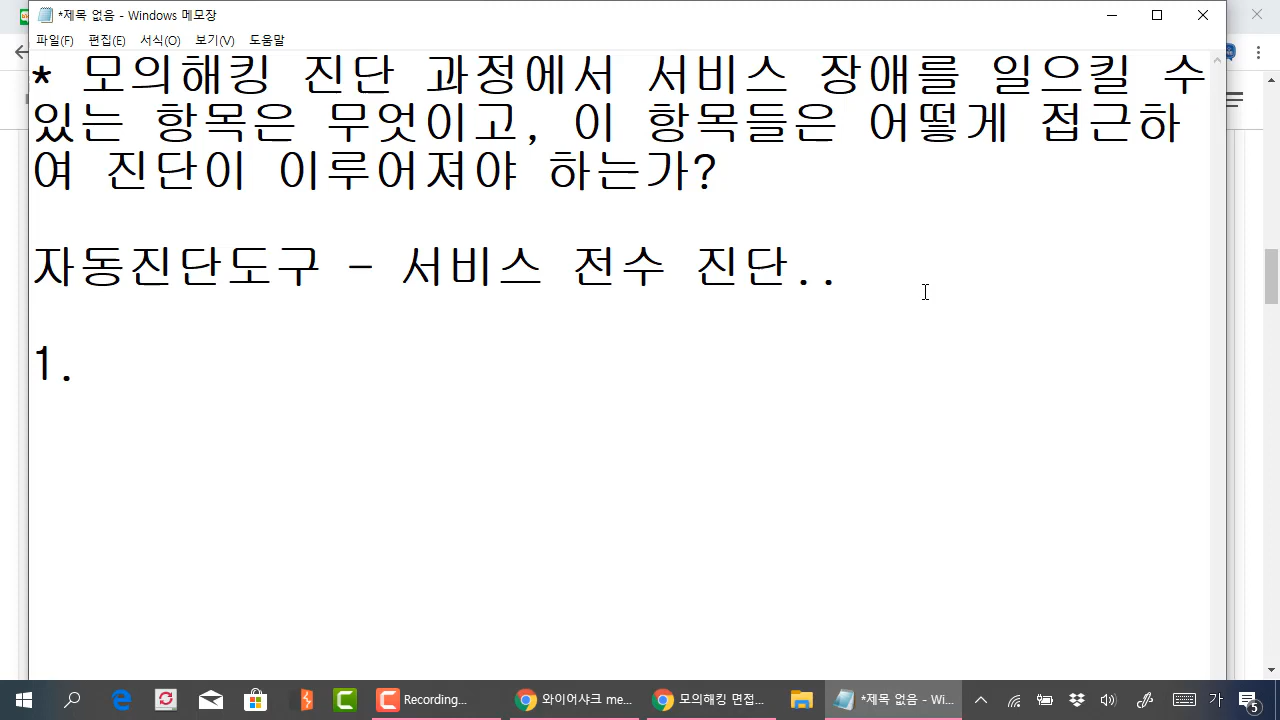 *제목 없음 - Windows 메모장
파일(F) 편집(E) 서식(O) 보기(V) 도움말
* 모의해킹 진단 과정에서 서비스 장애를 일으킬 수
있는 항목은 무엇이고, 이 항목들은 어떻게 접근하
여 진단이 이루어져야 하는가?
자동진단도구 - 서비스 전수 진단..
1.
Recording... 와이어샤크 me... 모의해킹 면접... *제목 없음 - Wi... 가 5